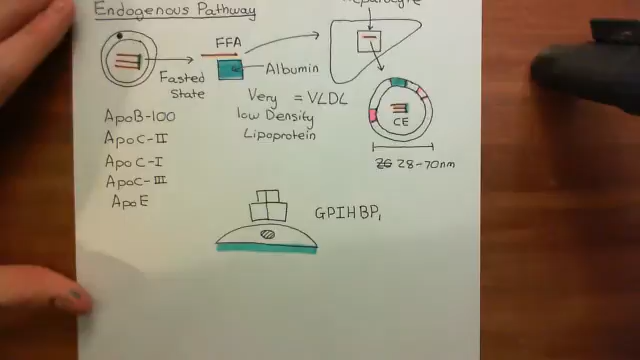 Endogenous Pathway
FFA
Albumin
Fasted
State
Very = VLDL
low Density
Lipoprotein
CE
28-70nm
ApoB-100
ApoC-II
ApoC-I
ApoC-III
ApoE
GPIHBP1